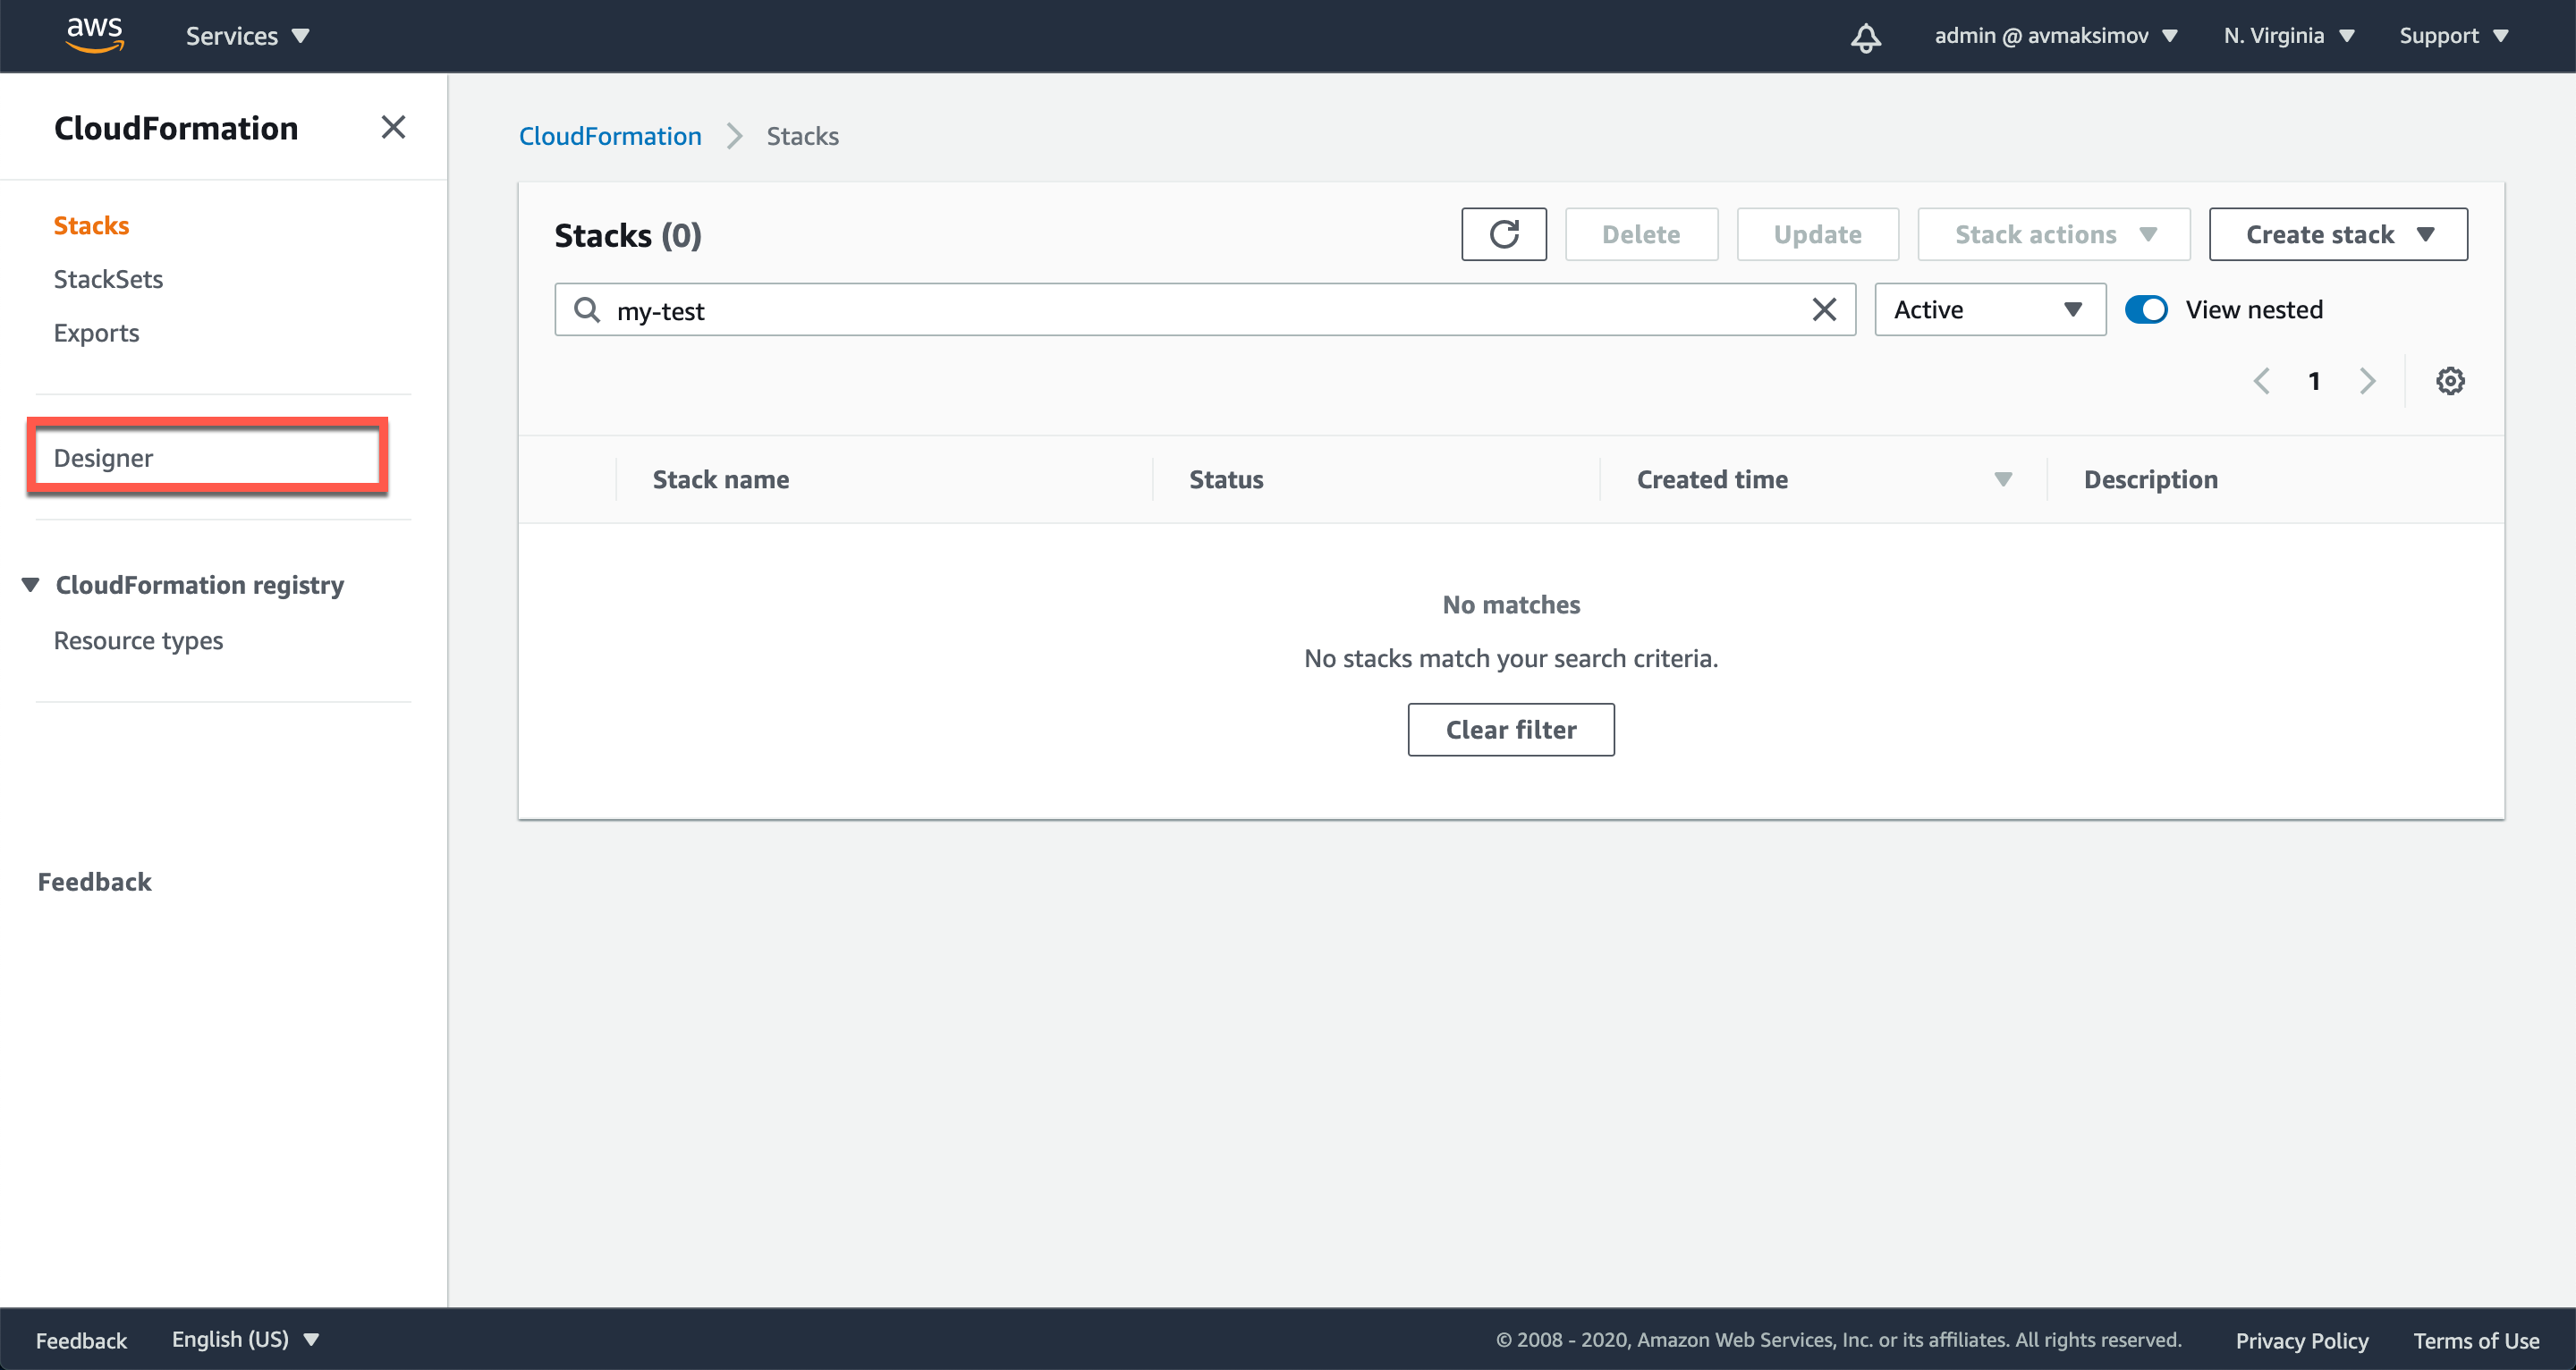 aws Services admin @ avmaksimov N. Virginia Support
CloudFormation
Stacks
StackSets
Exports
Designer
CloudFormation registry
Resource types
Feedback
CloudFormation Stacks
Stacks (0) Delete Update Stack actions Create stack
my-test Active View nested
1
Stack name Status Created time Description
No matches
No stacks match your search criteria.
Clear filter
Feedback English (US) © 2008 - 2020, Amazon Web Services, Inc. or its affiliates. All rights reserved. Privacy Policy Terms of Use